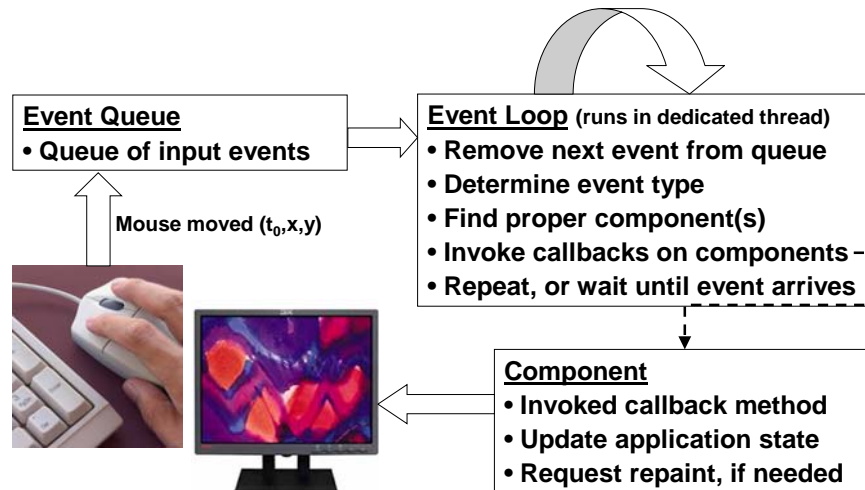 Event Queue
• Queue of input events
Mouse moved (t₀,x,y)
Event Loop (runs in dedicated thread)
• Remove next event from queue
• Determine event type
• Find proper component(s)
• Invoke callbacks on components
• Repeat, or wait until event arrives
Component
• Invoked callback method
• Update application state
• Request repaint, if needed